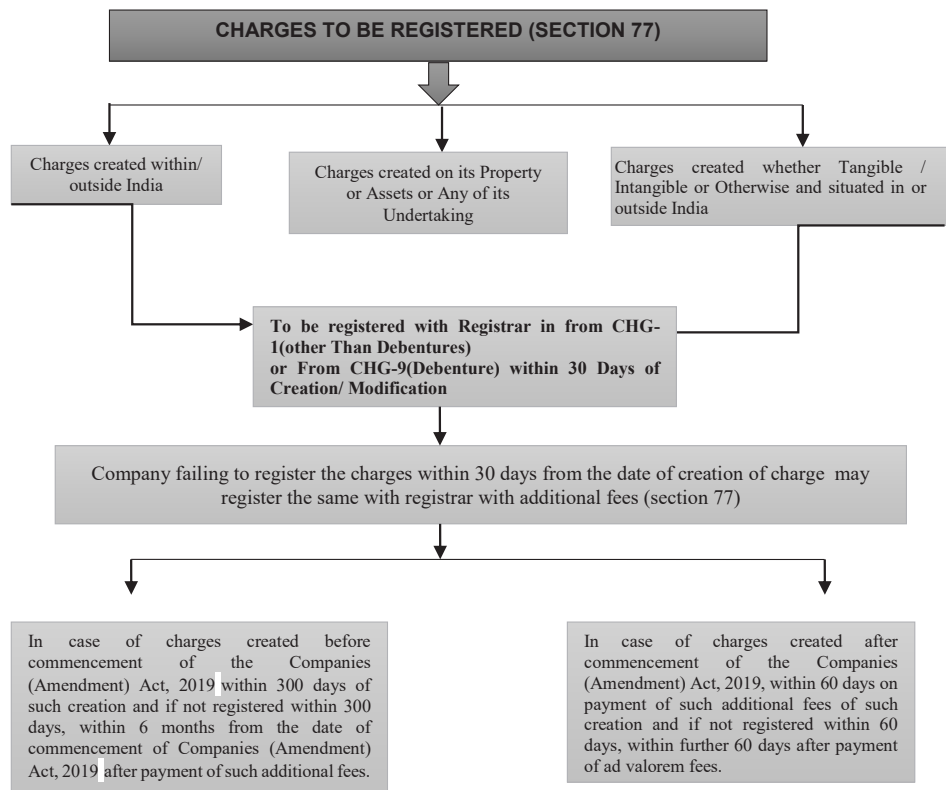 CHARGES TO BE REGISTERED (SECTION 77)
Charges created within/
outside India
Charges created on its Property
or Assets or Any of its
Undertaking
Charges created whether Tangible /
Intangible or Otherwise and situated in or
outside India
To be registered with Registrar in from CHG-
1(other Than Debentures)
or From CHG-9(Debenture) within 30 Days of
Creation/ Modification
Company failing to register the charges within 30 days from the date of creation of charge may
register the same with registrar with additional fees (section 77)
In case of charges created before
commencement of the Companies
(Amendment) Act, 2019 within 300 days of
such creation and if not registered within 300
days, within 6 months from the date of
commencement of Companies (Amendment)
Act, 2019 after payment of such additional fees.
In case of charges created after
commencement of the Companies
(Amendment) Act, 2019, within 60 days on
payment of such additional fees of such
creation and if not registered within 60
days, within further 60 days after payment
of ad valorem fees.